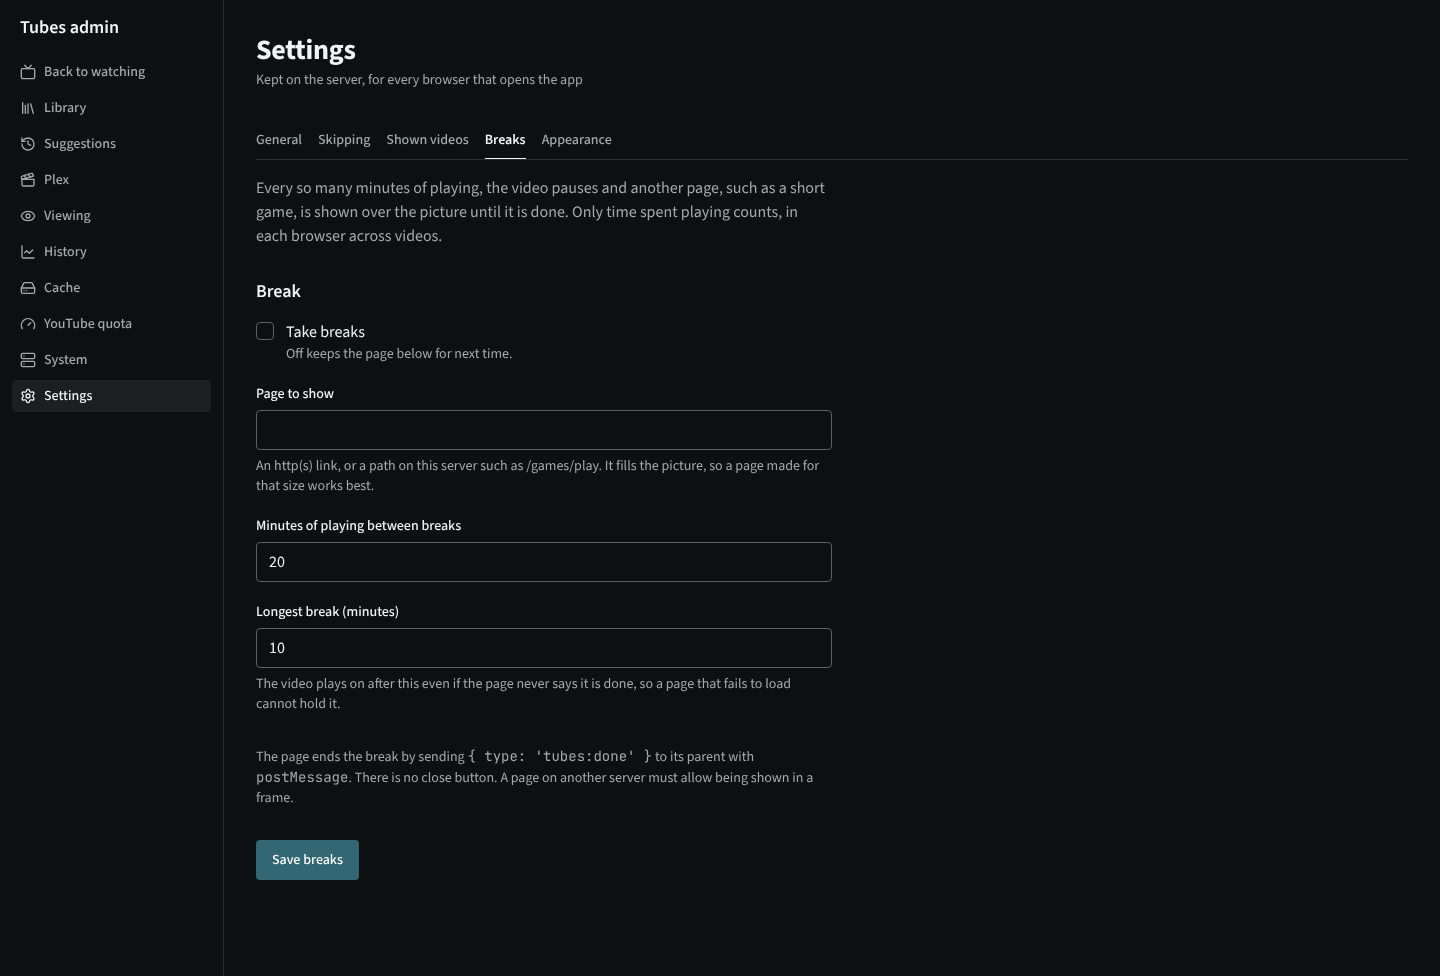 Tubes admin
Back to watching
Library
Suggestions
Plex
Viewing
History
Cache
YouTube quota
System
Settings
Settings
Kept on the server, for every browser that opens the app
General Skipping Shown videos Breaks Appearance
Every so many minutes of playing, the video pauses and another page, such as a short
game, is shown over the picture until it is done. Only time spent playing counts, in
each browser across videos.
Break
Take breaks
Off keeps the page below for next time.
Page to show
An http(s) link, or a path on this server such as /games/play. It fills the picture, so a page made for
that size works best.
Minutes of playing between breaks
20
Longest break (minutes)
10
The video plays on after this even if the page never says it is done, so a page that fails to load
cannot hold it.
The page ends the break by sending { type: 'tubes:done' } to its parent with
postMessage. There is no close button. A page on another server must allow being shown in a
frame.
Save breaks